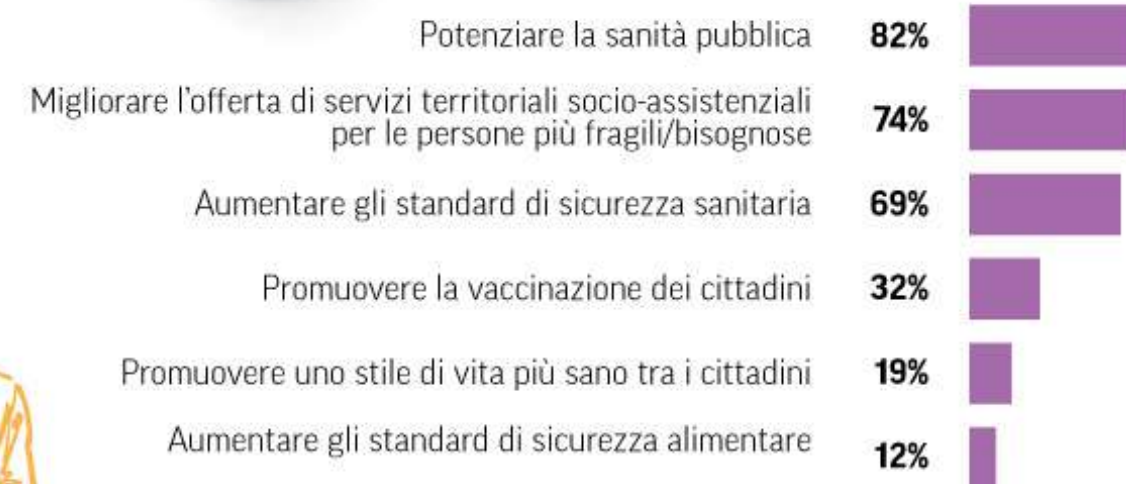 Potenziare la sanità pubblica 82%
Migliorare l'offerta di servizi territoriali socio-assistenziali
per le persone più fragili/bisognose 74%
Aumentare gli standard di sicurezza sanitaria 69%
Promuovere la vaccinazione dei cittadini 32%
Promuovere uno stile di vita più sano tra i cittadini 19%
Aumentare gli standard di sicurezza alimentare 12%